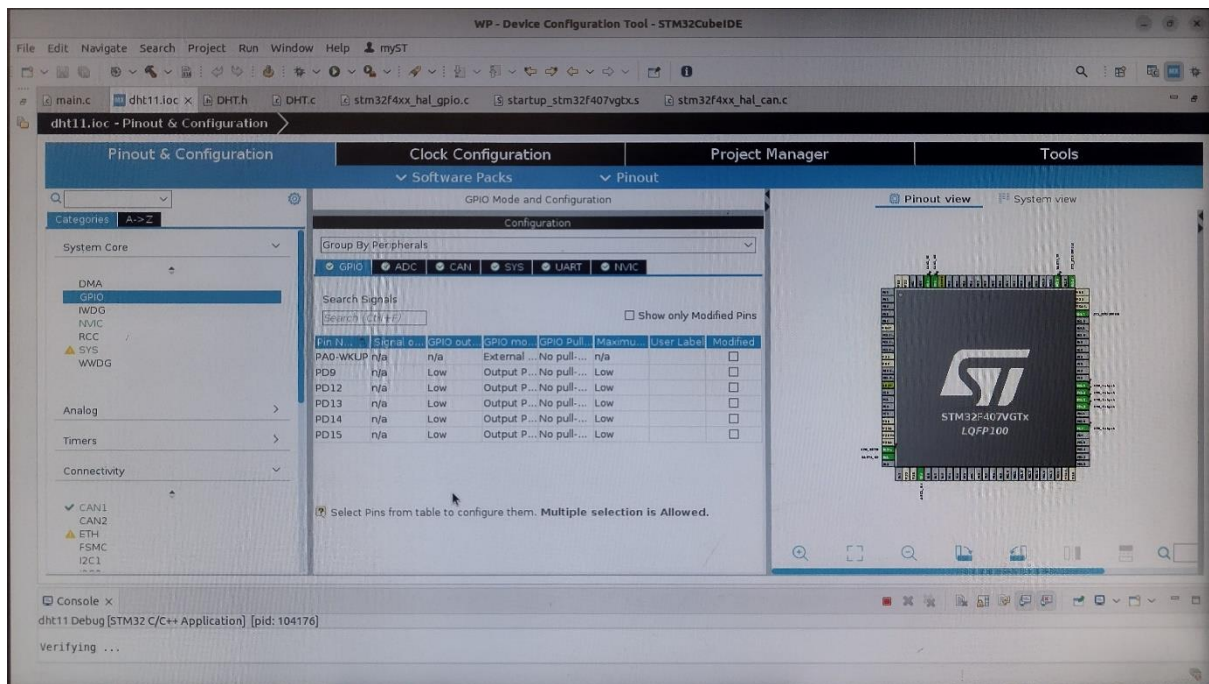 WP - Device Configuration Tool - STM32CubeIDE
File Edit Navigate Search Project Run Window Help myST
main.c dht11.ioc DHT.h DHT.c stm32f4xx_hal_gpio.c startup_stm32f407vgtx.s stm32f4xx_hal_can.c
dht11.ioc - Pinout & Configuration
Pinout & Configuration Clock Configuration Project Manager Tools
Software Packs Pinout
GPIO Mode and Configuration Pinout view System view
Categories A->Z Configuration
System Core Group By Peripherals
GPIO ADC CAN SYS UART NVIC
DMA
GPIO Search Signals
IWDG Search (Ctrl+F) Show only Modified Pins
NVIC
RCC Pin N... Signal o... GPIO out... GPIO mo... GPIO Pull... Maximu... User Label Modified
SYS PA0-WKUP n/a n/a External ... No pull-... n/a
WWDG PD9 n/a Low Output P... No pull-... Low
PD12 n/a Low Output P... No pull-... Low
PD13 n/a Low Output P... No pull-... Low
Analog PD14 n/a Low Output P... No pull-... Low
PD15 n/a Low Output P... No pull-... Low
Timers
Connectivity
CAN1 Select Pins from table to configure them. Multiple selection is Allowed.
CAN2
ETH
FSMC
I2C1
ST
STM32F407VGTx
LQFP100
Console
dht11 Debug [STM32 C/C++ Application] [pid: 104176]
Verifying ...